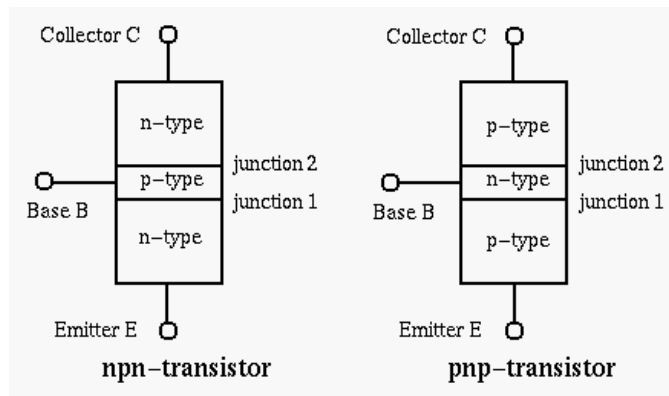 Collector C
n-type
junction 2
p-type
junction 1
Base B
n-type
Emitter E
npn-transistor
Collector C
p-type
junction 2
n-type
junction 1
Base B
p-type
Emitter E
pnp-transistor